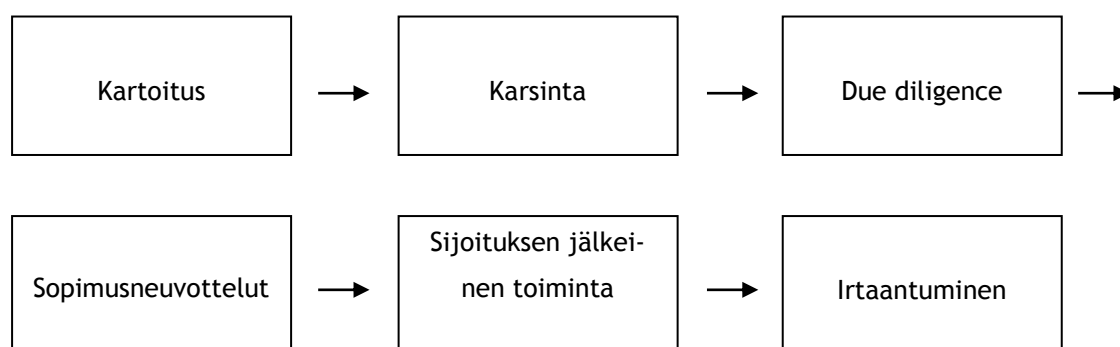 Kartoitus
Karsinta
Due diligence
Sopimusneuvottelut
Sijoituksen jälkei-
nen toiminta
Irtaantuminen